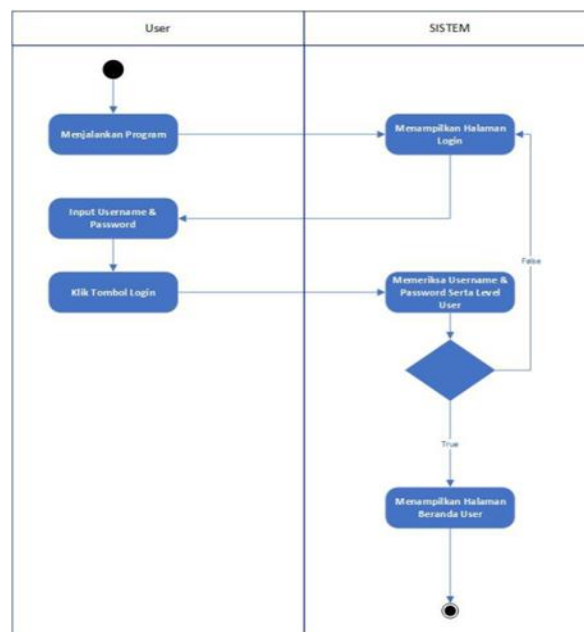 User
SISTEM
Menjalankan Program
Menampilkan Halaman
Login
Input Username &
Password
False
Klik Tombol Login
Memeriksa Username &
Password Serta Level
User
True
Menampilkan Halaman
Beranda User